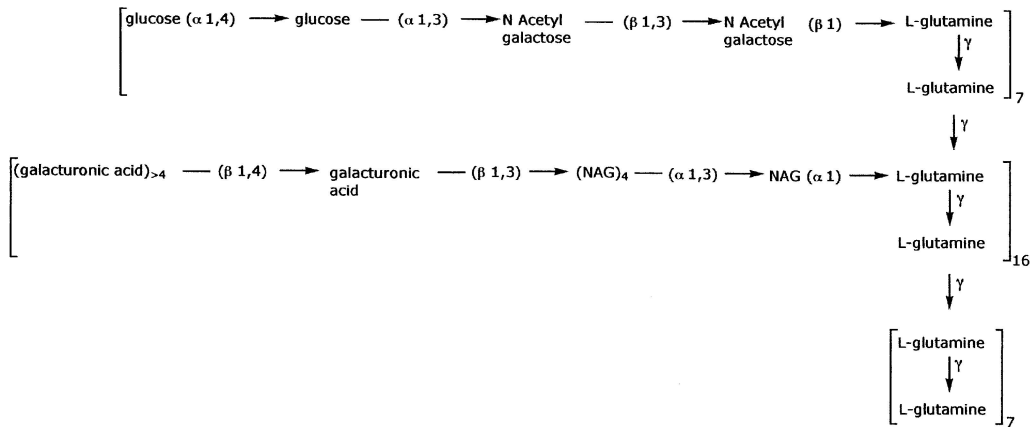 glucose (α 1,4) glucose (α 1,3) N Acetyl galactose (β 1,3) N Acetyl galactose (β 1) L-glutamine
γ
L-glutamine
7
γ
(galacturonic acid)>4 (β 1,4) galacturonic acid (β 1,3) (NAG)4 (α 1,3) NAG (α 1) L-glutamine
γ
L-glutamine
16
γ
L-glutamine
γ
L-glutamine
7